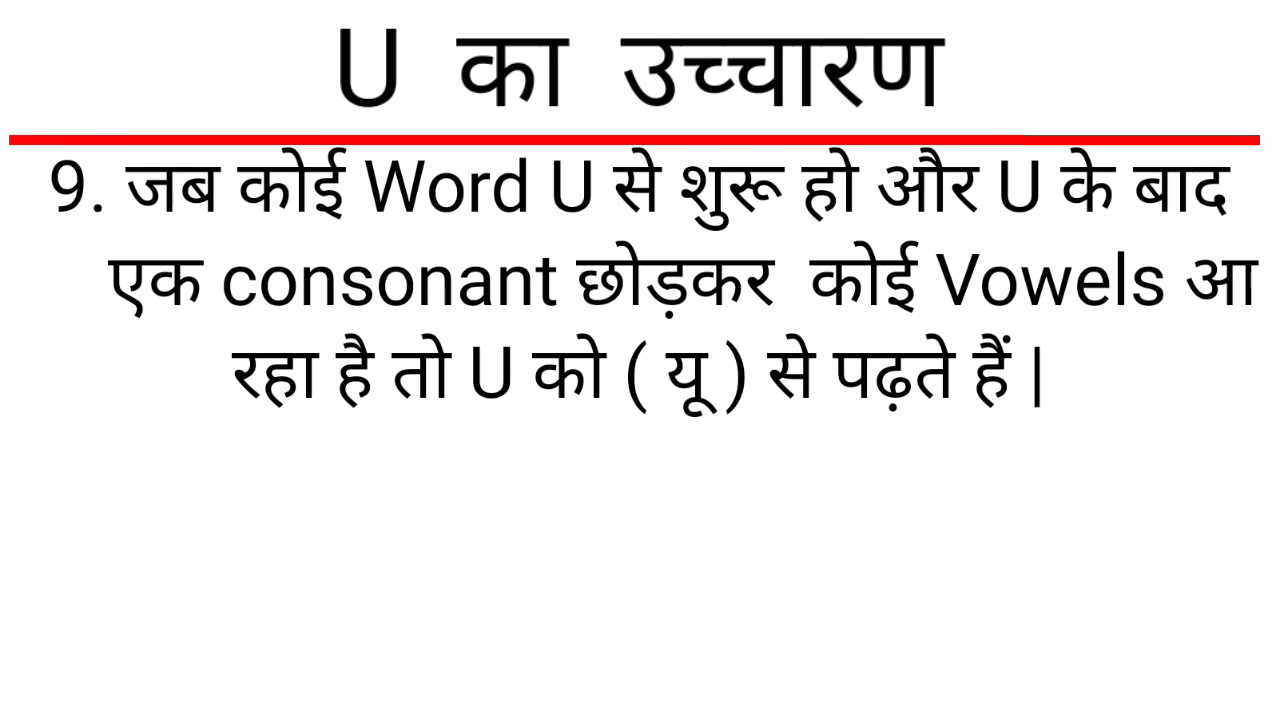 U का उच्चारण
9. जब कोई Word U से शुरू हो और U के बाद
एक consonant छोड़कर कोई Vowels आ
रहा है तो U को ( यू ) से पढ़ते हैं |